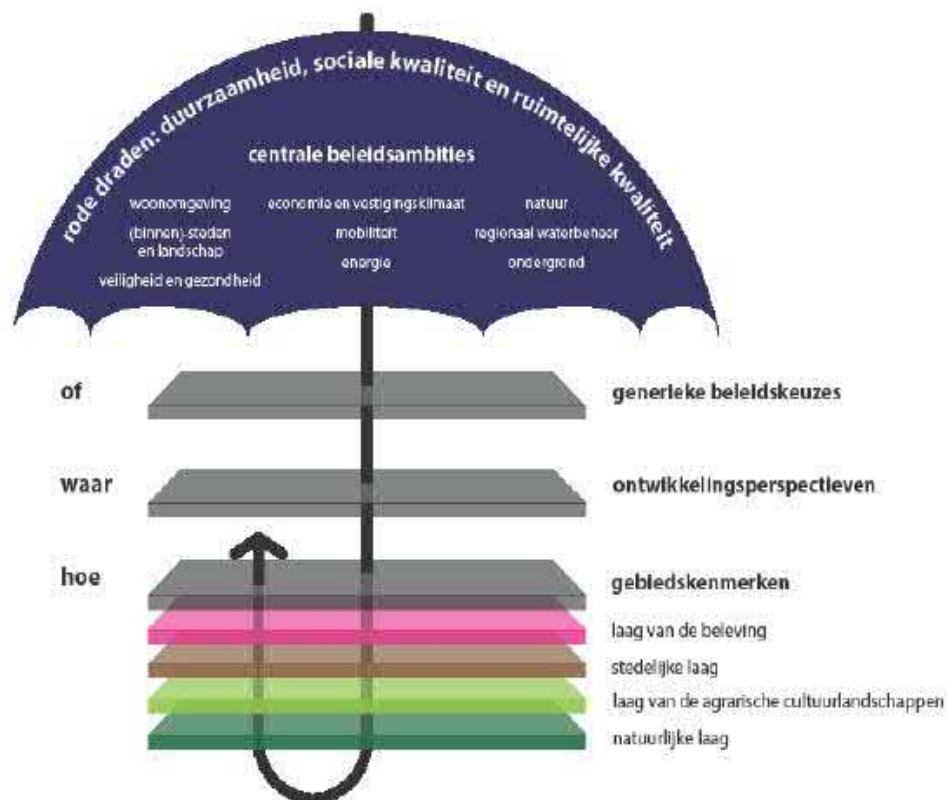 rode draden: duurzaamheid, sociale kwaliteit en ruimtelijke kwaliteit
centrale beleidsambities
woonomgeving
(binnen)-steden
en landschap
veiligheid en gezondheid
economie en vestigingsklimaat
mobiliteit
energie
natuur
regionaal waterbeheer
ondergrond
of
generieke beleidskeuzes
waar
ontwikkelingsperspectieven
hoe
gebiedskenmerken
laag van de beleving
stedelijke laag
laag van de agrarische cultuurlandschappen
natuurlijke laag